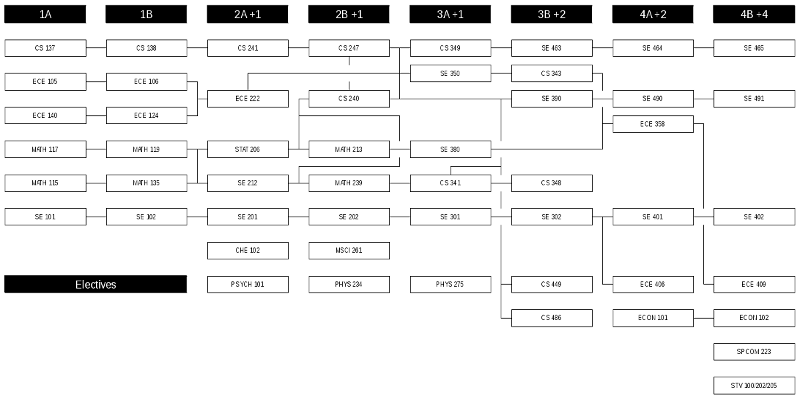 1A 1B 2A +1 2B +1 3A +1 3B +2 4A +2 4B +4
CS 137 CS 138 CS 241 CS 247 CS 349 SE 463 SE 464 SE 465
ECE 105 ECE 106 SE 350 CS 343
ECE 222 CS 240 SE 390 SE 490 SE 491
ECE 140 ECE 124 ECE 358
MATH 117 MATH 119 STAT 206 MATH 213 SE 380
MATH 115 MATH 135 SE 212 MATH 239 CS 341 CS 348
SE 101 SE 102 SE 201 SE 202 SE 301 SE 302 SE 401 SE 402
CHE 102 MSCI 261
Electives PSYCH 101 PHYS 234 PHYS 275 CS 449 ECE 408 ECE 409
CS 486 ECON 101 ECON 102
SPCOM 223
STV 100/202/205